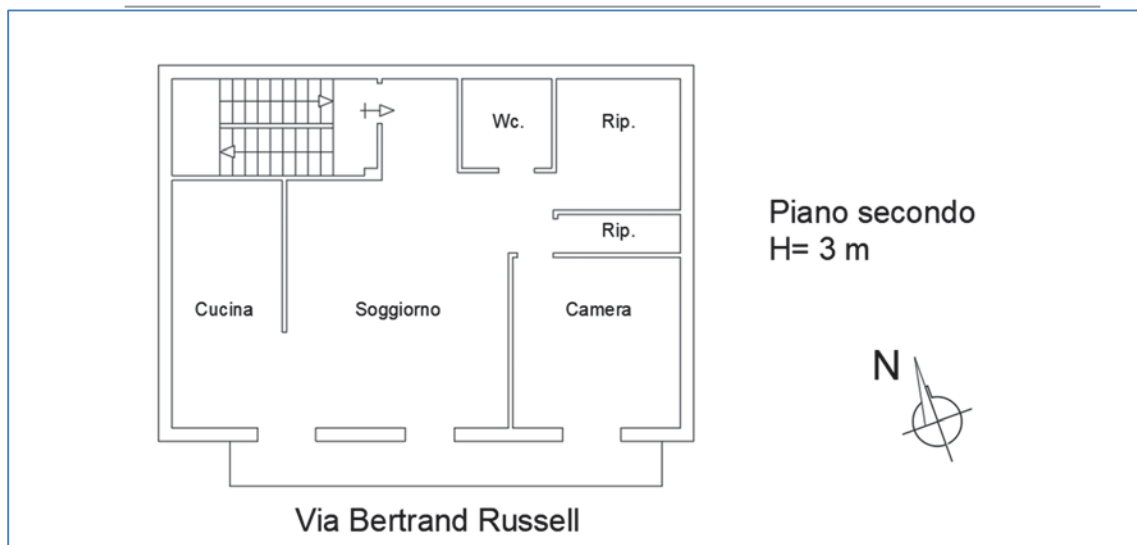 Wc.
Rip.
Piano secondo
H= 3 m
Rip.
Cucina
Soggiorno
Camera
N
Via Bertrand Russell